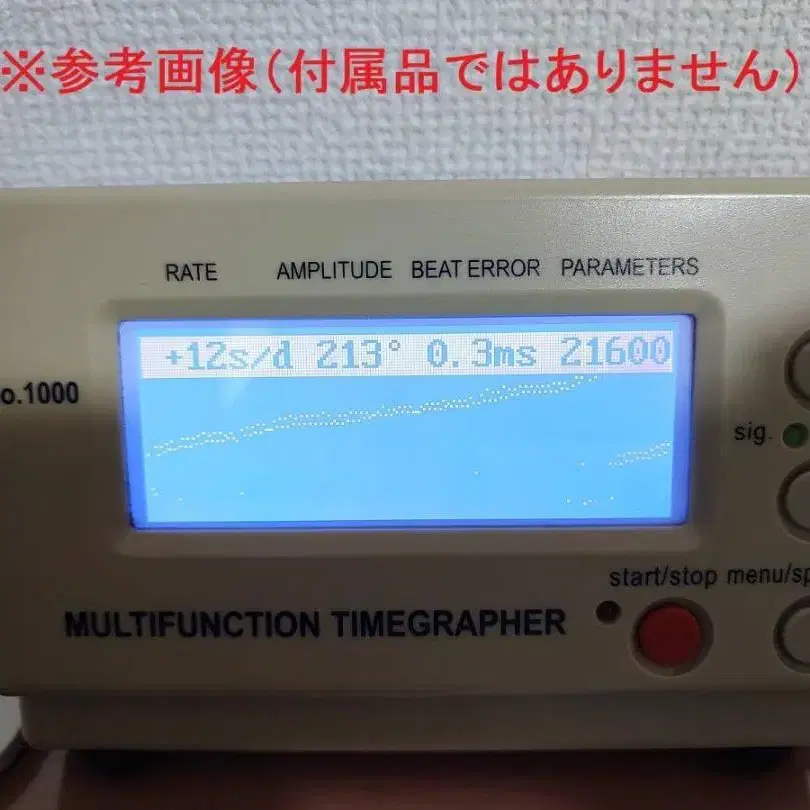 ※参考画像(付属品ではありません)
RATE AMPLITUDE BEAT ERROR PARAMETERS
+12s/d 213° 0.3ms 21600
o.1000
sig.
start/stop menu/sp
MULTIFUNCTION TIMEGRAPHER